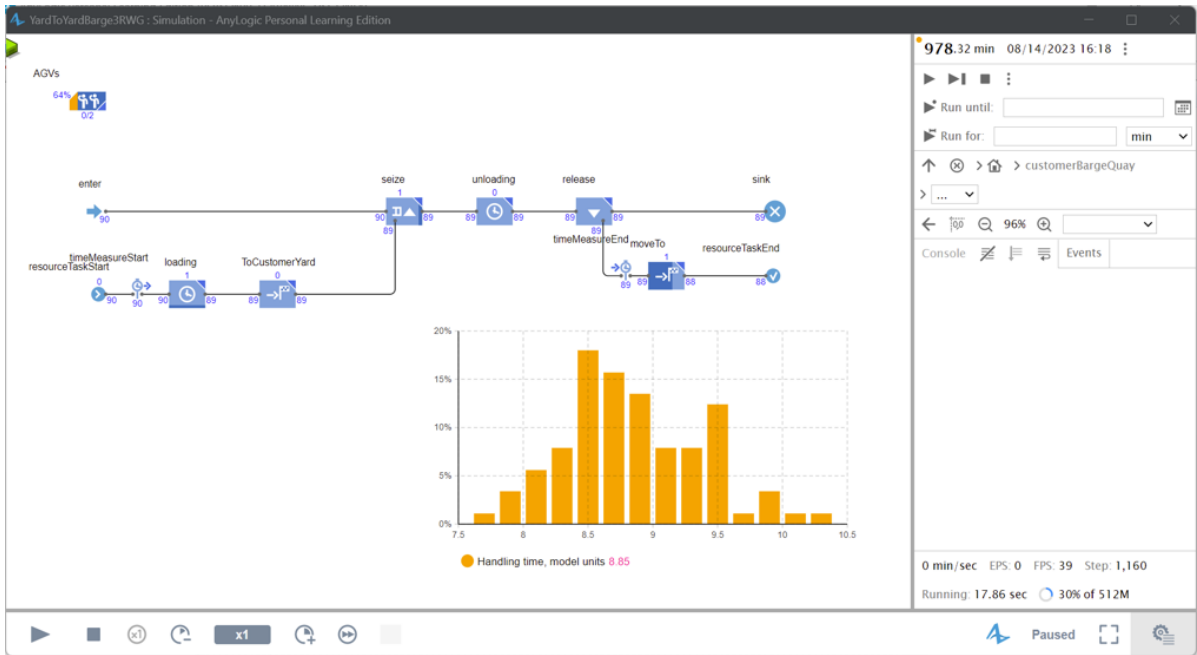 YardToYardBarge3RWG : Simulation - AnyLogic Personal Learning Edition
AGVs
64%
0/2
enter
90
seize
1
90 89
89
unloading
0
89 89
release
89 89
89
sink
89
resourceTaskStart
0
90
timeMeasureStart
90
loading
1
90 89
ToCustomerYard
0
89 89
timeMeasureEnd
89
moveTo
1
89 88
resourceTaskEnd
88
20%
15%
10%
5%
0%
7.5 8 8.5 9 9.5 10 10.5
Handling time, model units 8.85
978.32 min 08/14/2023 16:18
Run until:
Run for: min
> > customerBargeQuay
> ...
96%
Console Events
0 min/sec EPS: 0 FPS: 39 Step: 1,160
Running: 17.86 sec 30% of 512M
x1 x1 Paused